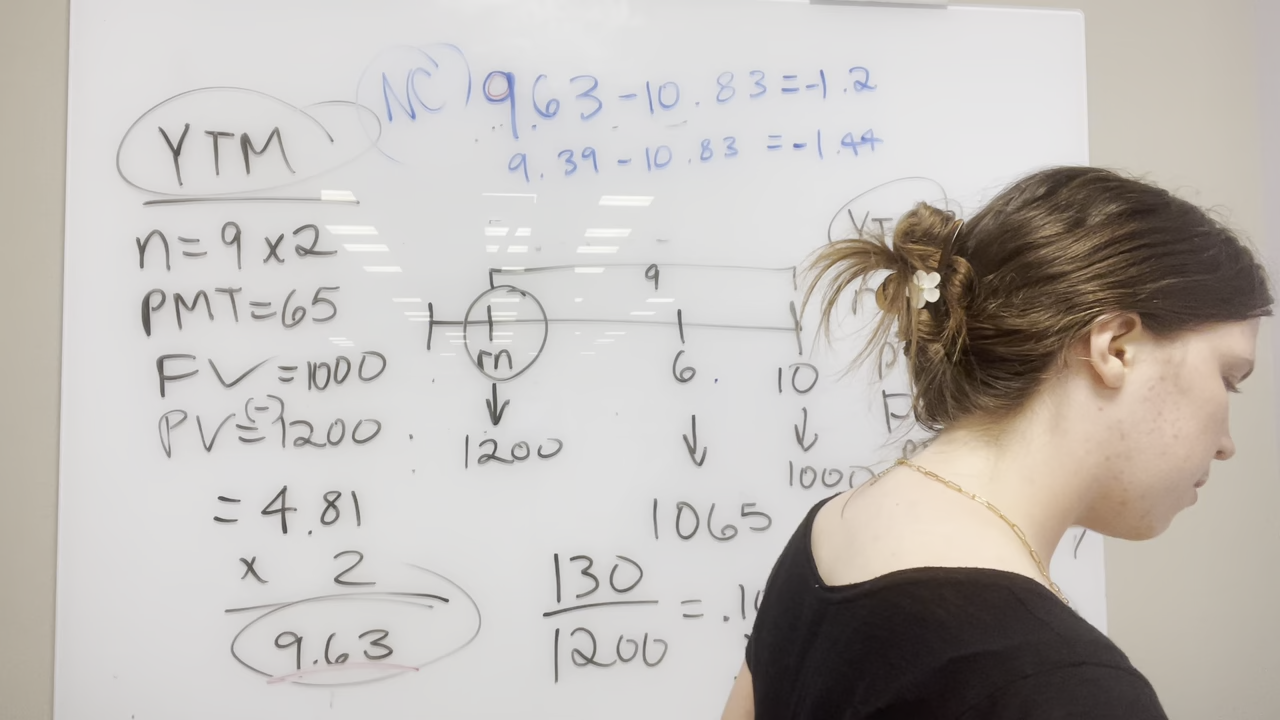 NC) 9.63 - 10.83 = -1.2
9.39 - 10.83 = -1.44
YTM
n = 9 x 2
PMT = 65
FV = 1000
PV = (-) 1200
= 4.81
x 2
9.63
9
rn
6
10
1200
1065
1000
130
1200